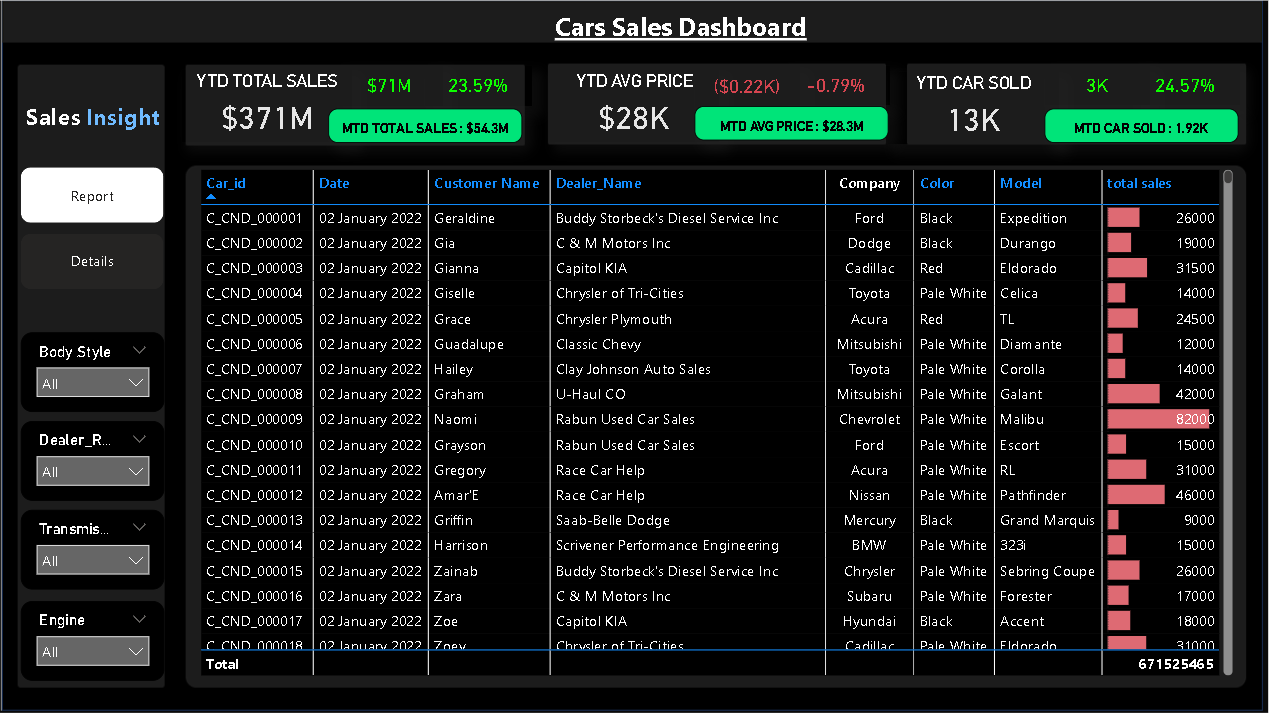 Cars Sales Dashboard
Sales Insight
Report
Details
Body Style
All
Dealer_R...
All
Transmis...
All
Engine
All
YTD TOTAL SALES $71M 23.59%
$371M MTD TOTAL SALES : $54.3M
YTD AVG PRICE ($0.22K) -0.79%
$28K MTD AVG PRICE : $28.3M
YTD CAR SOLD 3K 24.57%
13K MTD CAR SOLD : 1.92K
Car_id Date Customer Name Dealer_Name Company Color Model total sales
C_CND_000001 02 January 2022 Geraldine Buddy Storbeck's Diesel Service Inc Ford Black Expedition 26000
C_CND_000002 02 January 2022 Gia C & M Motors Inc Dodge Black Durango 19000
C_CND_000003 02 January 2022 Gianna Capitol KIA Cadillac Red Eldorado 31500
C_CND_000004 02 January 2022 Giselle Chrysler of Tri-Cities Toyota Pale White Celica 14000
C_CND_000005 02 January 2022 Grace Chrysler Plymouth Acura Red TL 24500
C_CND_000006 02 January 2022 Guadalupe Classic Chevy Mitsubishi Pale White Diamante 12000
C_CND_000007 02 January 2022 Hailey Clay Johnson Auto Sales Toyota Pale White Corolla 14000
C_CND_000008 02 January 2022 Graham U-Haul CO Mitsubishi Pale White Galant 42000
C_CND_000009 02 January 2022 Naomi Rabun Used Car Sales Chevrolet Pale White Malibu 82000
C_CND_000010 02 January 2022 Grayson Rabun Used Car Sales Ford Pale White Escort 15000
C_CND_000011 02 January 2022 Gregory Race Car Help Acura Pale White RL 31000
C_CND_000012 02 January 2022 Amar'E Race Car Help Nissan Pale White Pathfinder 46000
C_CND_000013 02 January 2022 Griffin Saab-Belle Dodge Mercury Black Grand Marquis 9000
C_CND_000014 02 January 2022 Harrison Scrivener Performance Engineering BMW Pale White 323i 15000
C_CND_000015 02 January 2022 Zainab Buddy Storbeck's Diesel Service Inc Chrysler Pale White Sebring Coupe 26000
C_CND_000016 02 January 2022 Zara C & M Motors Inc Subaru Pale White Forester 17000
C_CND_000017 02 January 2022 Zoe Capitol KIA Hyundai Black Accent 18000
C_CND_000018 02 January 2022 Zoey Chrysler of Tri-Cities Cadillac Pale White Eldorado 31000
Total 671525465